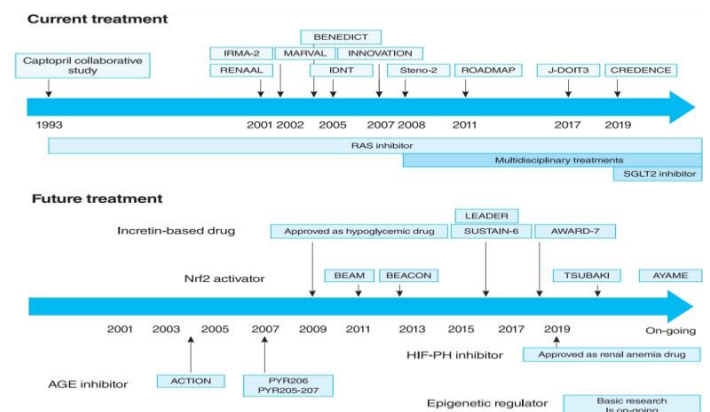 Current treatment
BENEDICT
IRMA-2 MARVAL INNOVATION
Captopril collaborative
study
RENAAL IDNT Steno-2 ROADMAP J-DOIT3 CREDENCE
1993 2001 2002 2005 2007 2008 2011 2017 2019
RAS inhibitor
Multidisciplinary treatments
SGLT2 inhibitor
Future treatment
LEADER
Incretin-based drug Approved as hypoglycemic drug SUSTAIN-6 AWARD-7
Nrf2 activator BEAM BEACON TSUBAKI AYAME
2001 2003 2005 2007 2009 2011 2013 2015 2017 2019 On-going
HIF-PH inhibitor Approved as renal anemia drug
AGE inhibitor ACTION PYR206
PYR205-207
Epigenetic regulator Basic research
Is on-going